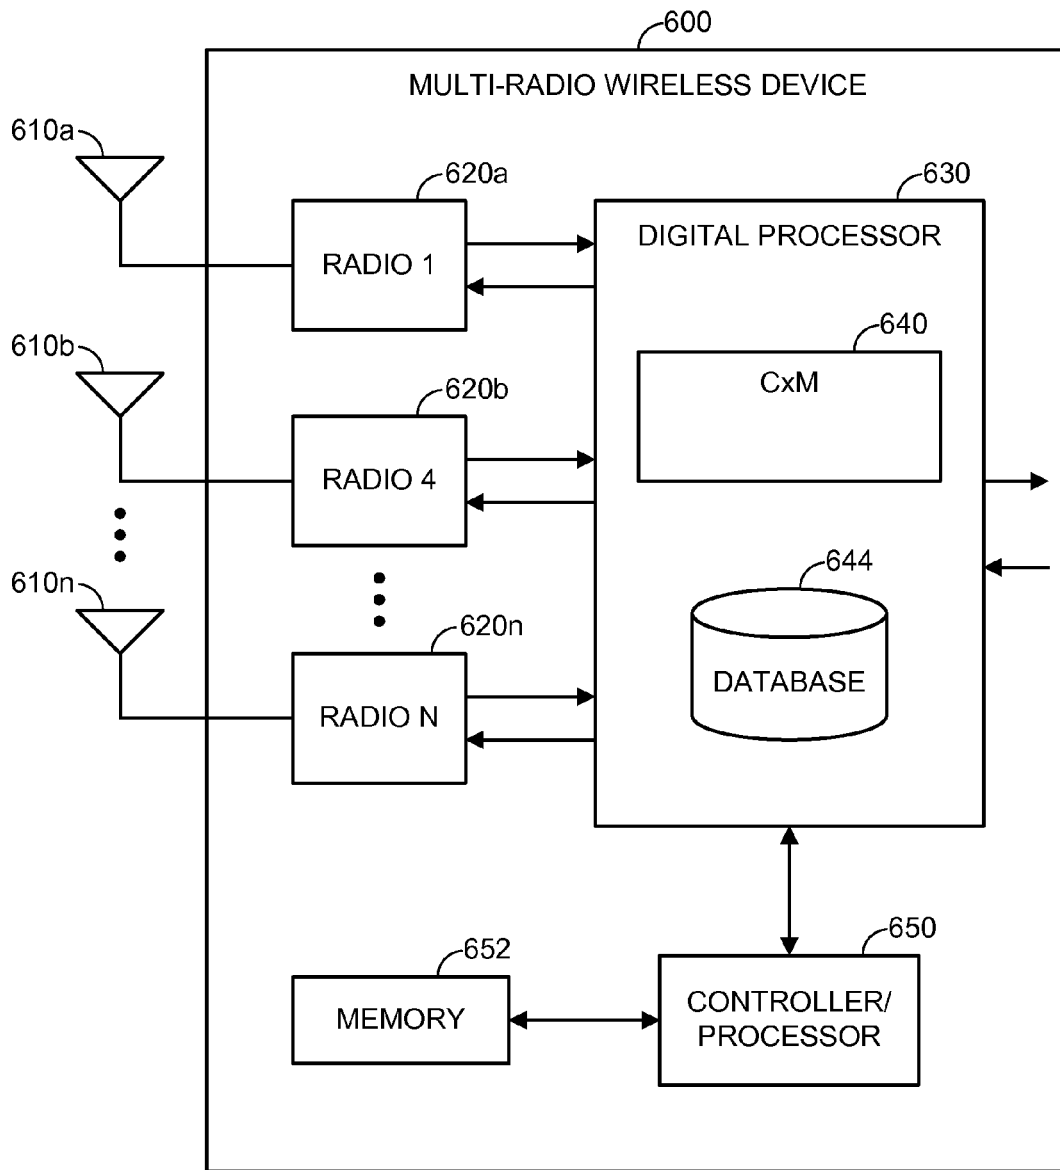 600
MULTI-RADIO WIRELESS DEVICE
610a
620a
630
RADIO 1
DIGITAL PROCESSOR
640
CxM
610b
620b
RADIO 4
610n
644
620n
DATABASE
RADIO N
652
650
MEMORY
CONTROLLER/
PROCESSOR